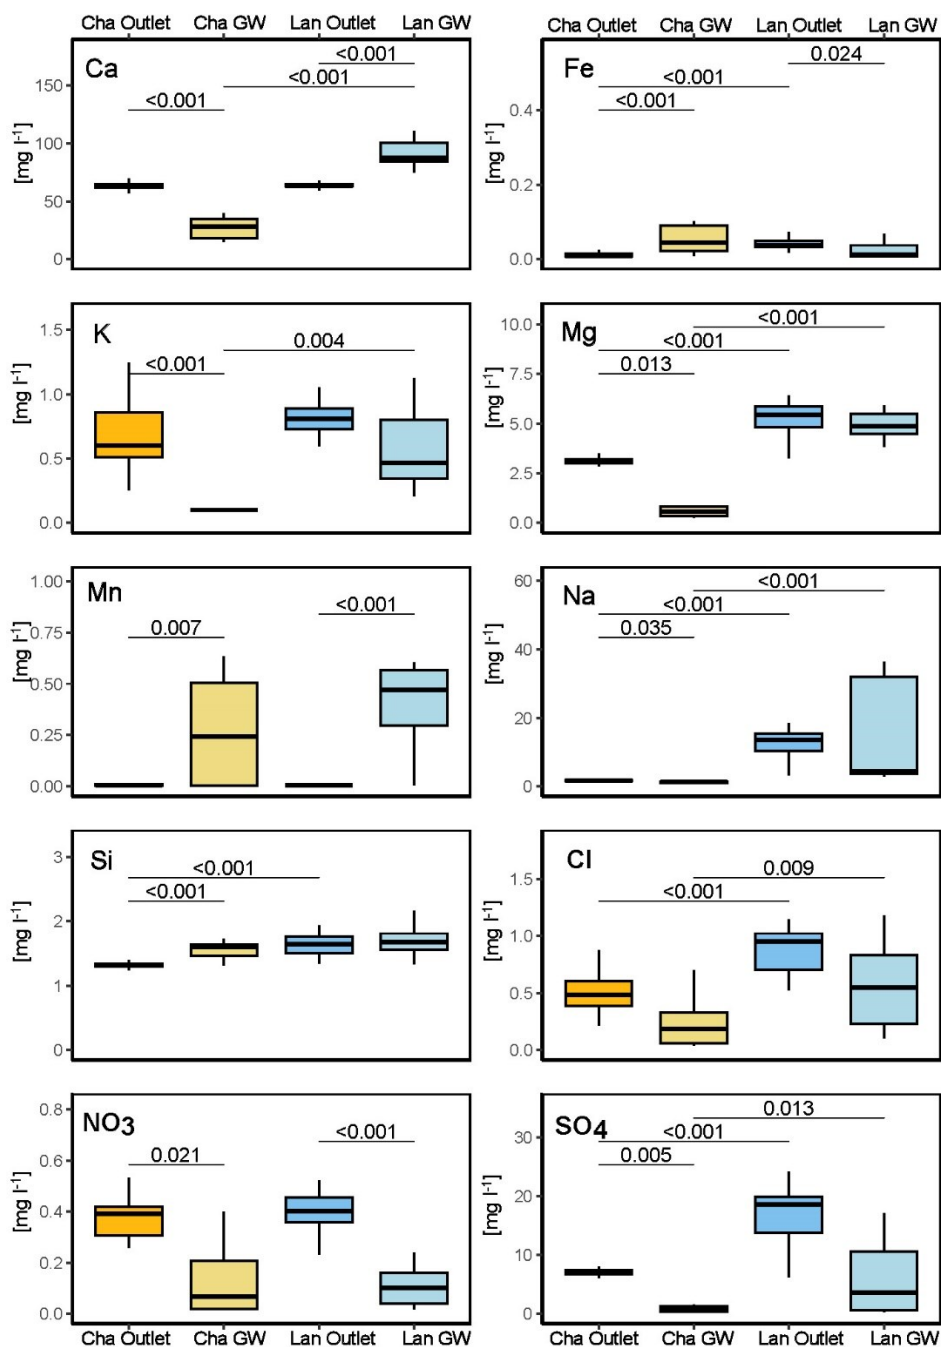 Cha Outlet Cha GW Lan Outlet Lan GW
Cha Outlet Cha GW Lan Outlet Lan GW
Ca
<0.001
<0.001
<0.001
150
100
50
0
[mg l⁻¹]
Fe
0.024
<0.001
<0.001
0.4
0.2
0.0
[mg l⁻¹]
K
0.004
<0.001
1.5
1.0
0.5
0.0
[mg l⁻¹]
Mg
<0.001
<0.001
0.013
10.0
7.5
5.0
2.5
0.0
[mg l⁻¹]
Mn
<0.001
0.007
1.00
0.75
0.50
0.25
0.00
[mg l⁻¹]
Na
<0.001
<0.001
0.035
60
40
20
0
[mg l⁻¹]
Si
<0.001
<0.001
3
2
1
0
[mg l⁻¹]
Cl
0.009
<0.001
1.5
1.0
0.5
0.0
[mg l⁻¹]
NO3
<0.001
0.021
0.8
0.6
0.4
0.2
0.0
[mg l⁻¹]
SO4
0.013
<0.001
0.005
30
20
10
0
[mg l⁻¹]
Cha Outlet Cha GW Lan Outlet Lan GW
Cha Outlet Cha GW Lan Outlet Lan GW